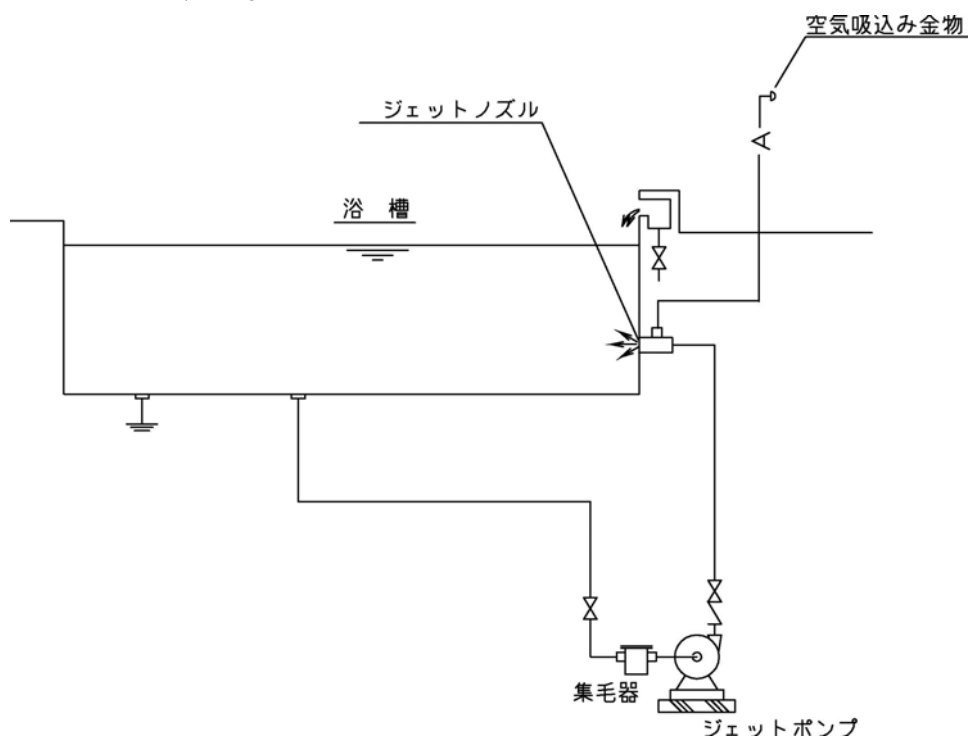 空気吸込み金物
ジェットノズル
A
浴 槽
集毛器
ジェットポンプ